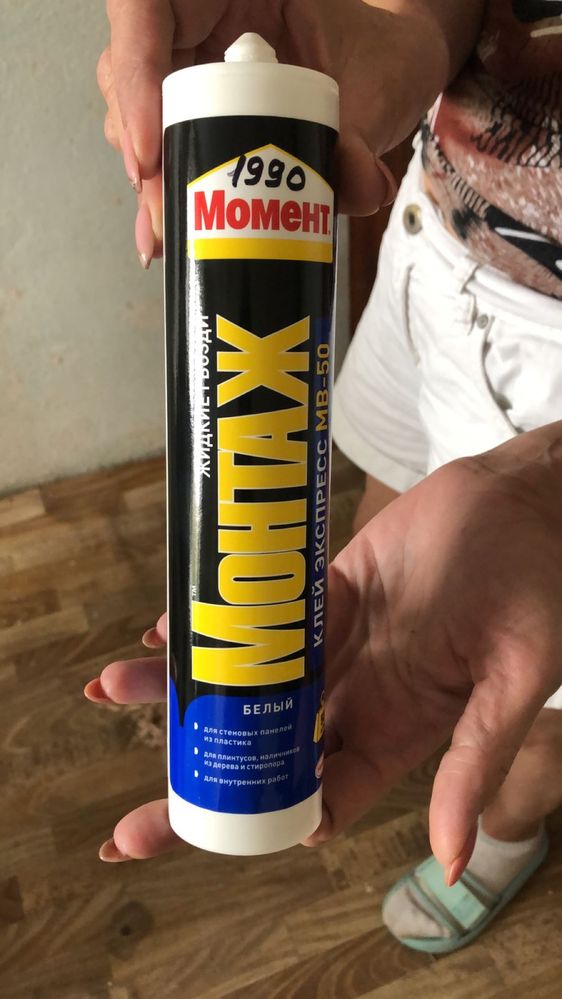 1990
Момент
ЖИДКИЕ ГВОЗДИ
МОНТАЖ™
КЛЕЙ ЭКСПРЕСС МВ-50
БЕЛЫЙ
для стеновых панелей
из пластика
для плинтусов, наличников
из дерева и стиропора
для внутренних работ